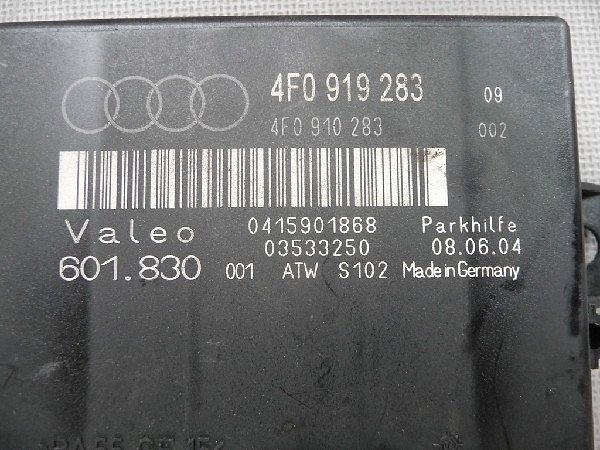 4F0 919 283 09
4F0 910 283 002
Valeo 0415901868 Parkhilfe
03533250 08.06.04
601.830 001 ATW S102 Made in Germany